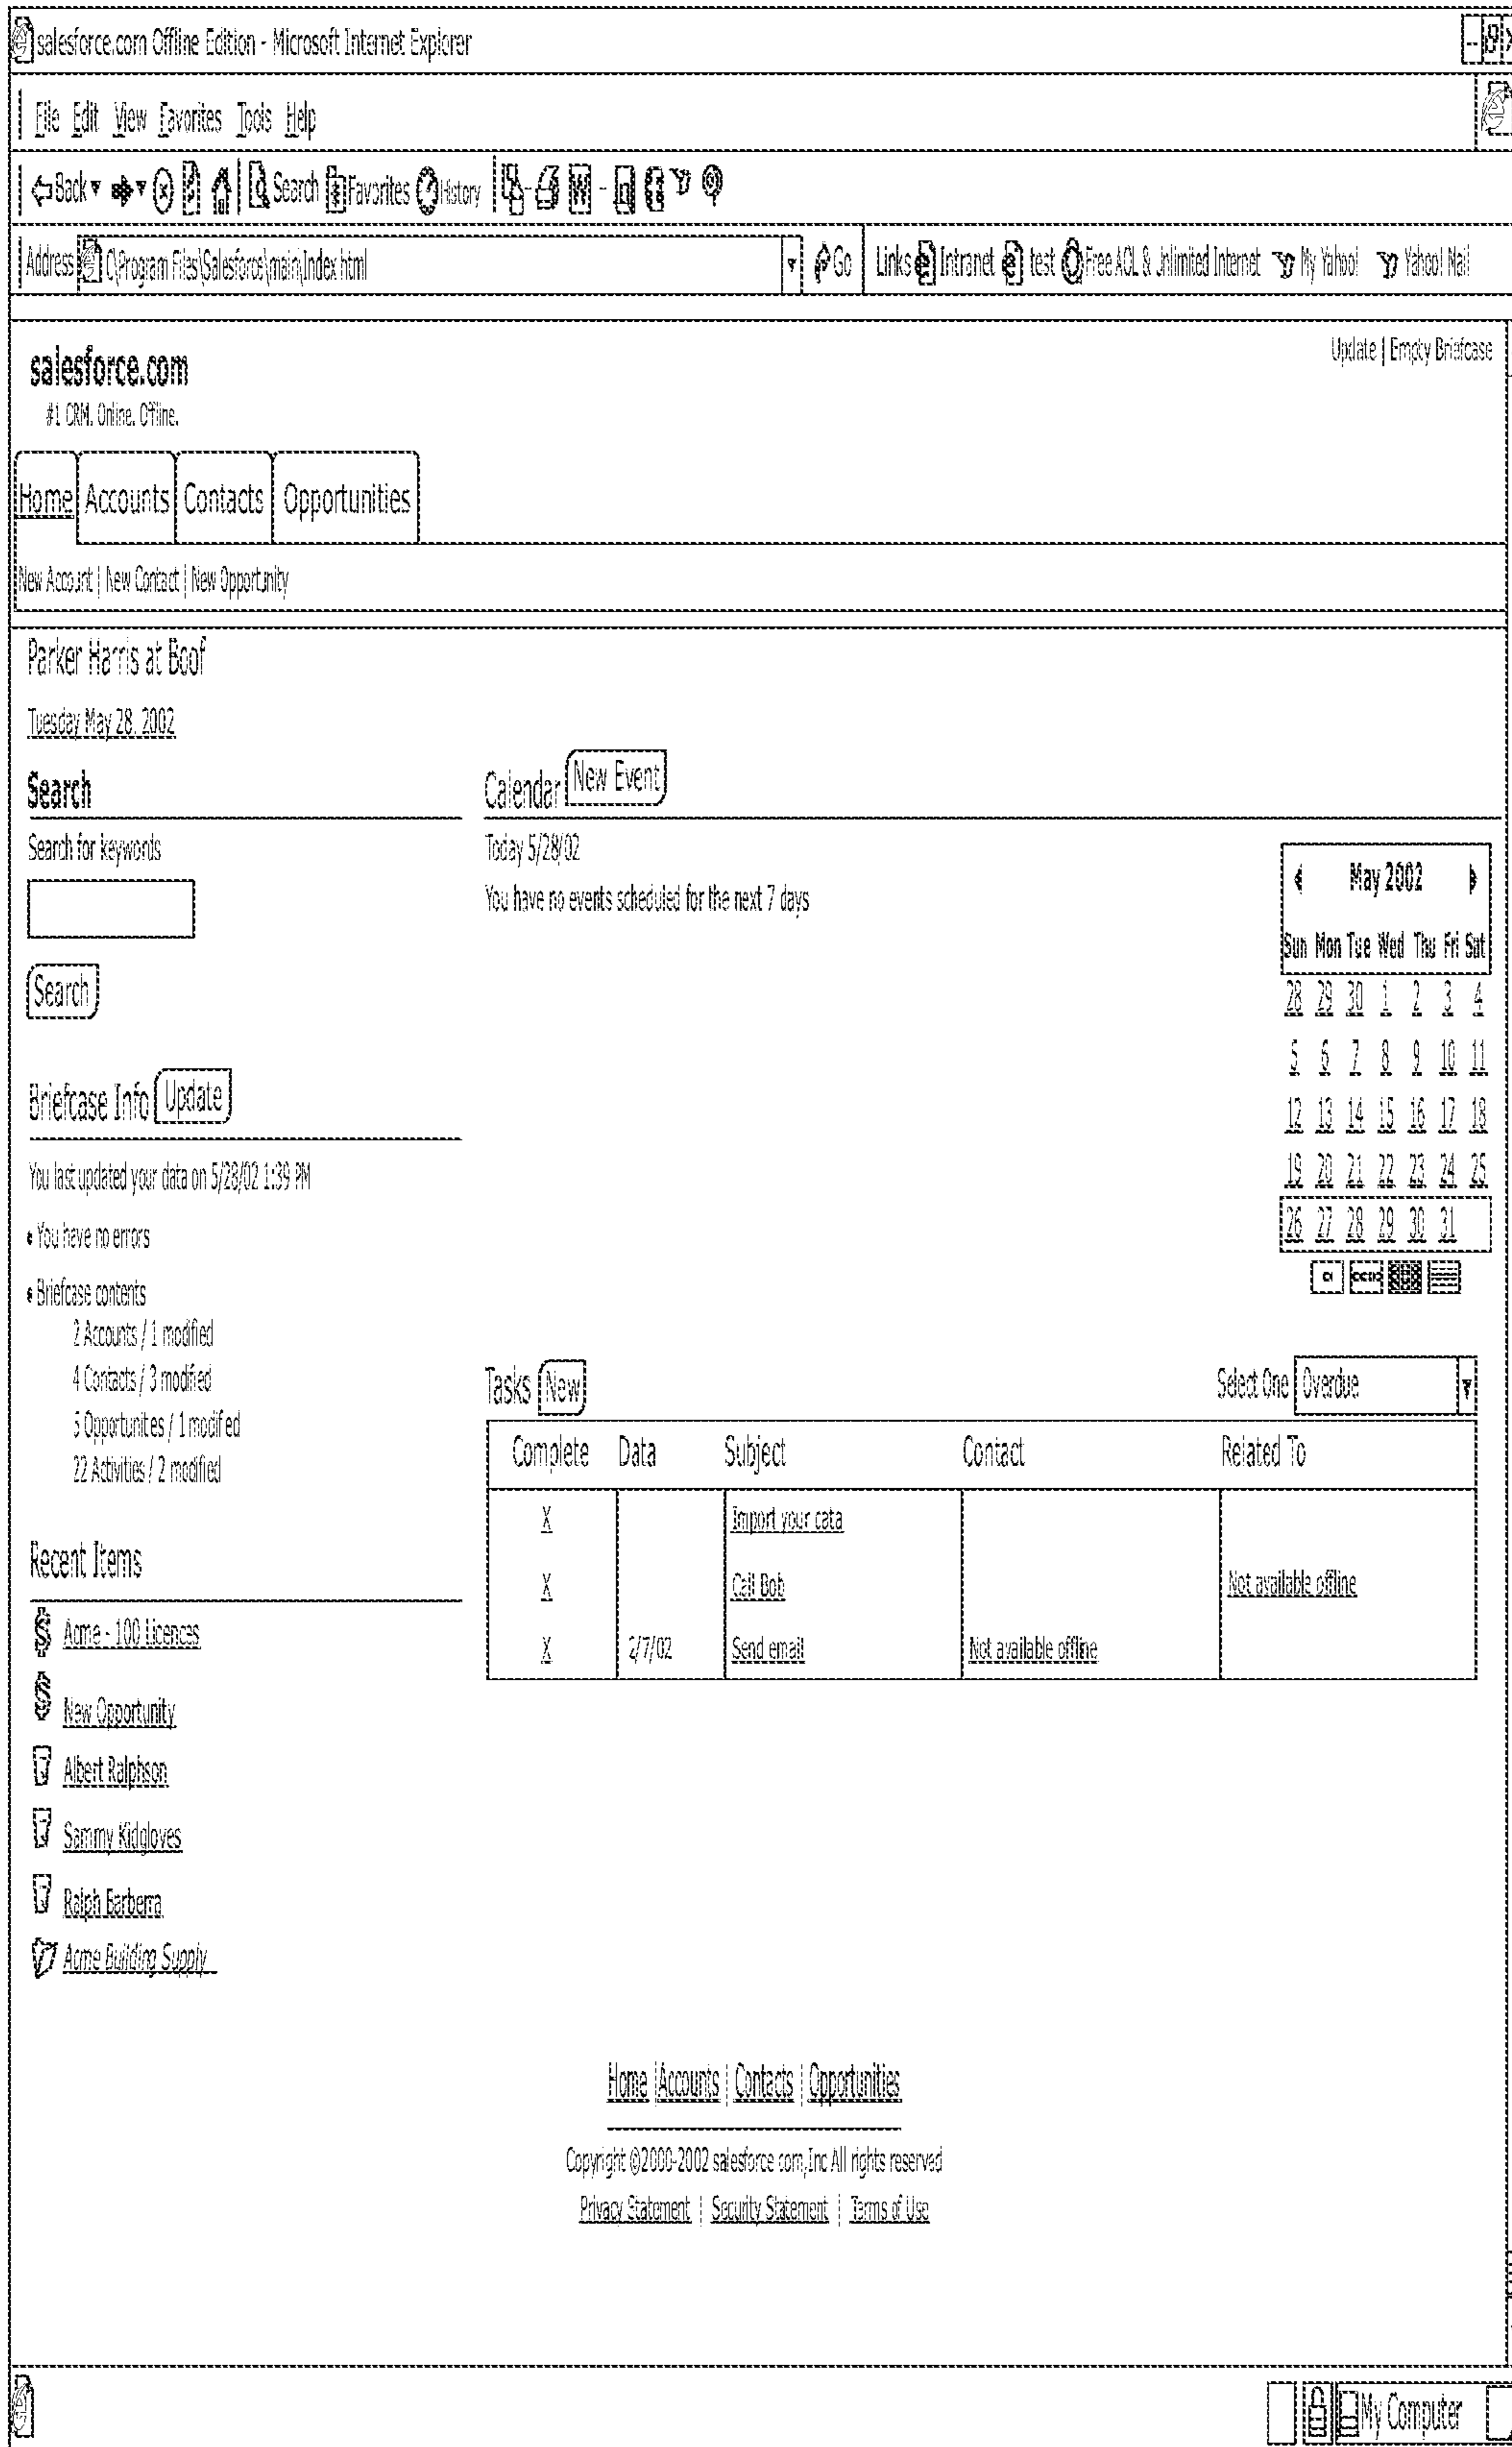 salesforce.com Offline Edition - Microsoft Internet Explorer
File Edit View Favorites Tools Help
Back Search Favorites History W
Address C\Program Files\Salesforos\main\Index html Go Links Intranet test Free AOL & Unlimited Internet My Yahoo! Yahoo! Mail
salesforce.com
Update | Empty Briefcase
#1 CRM. Online. Offline.
Home Accounts Contacts Opportunities
New Account | New Contact | New Opportunity
Parker Harris at Boof
Tuesday May 28, 2002
Search
Search for keywords
Search
Briefcase Info Update
You last updated your data on 5/28/02 1:39 PM
• You have no errors
• Briefcase contents
2 Accounts / 1 modified
4 Contacts / 3 modified
5 Opportunites / 1 modified
22 Activities / 2 modified
Recent Items
Acme - 100 Licences
New Opportunity
Albert Ralphson
Sammy Kidgloves
Ralph Barberra
Acme Building Supply
Calendar New Event
Today 5/28/02
You have no events scheduled for the next 7 days
May 2002
Sun Mon Tue Wed Thu Fri Sat
28 29 30 1 2 3 4
5 6 7 8 9 10 11
12 13 14 15 16 17 18
19 20 21 22 23 24 25
26 27 28 29 30 31
Tasks New
Select One Overdue
Complete Data Subject Contact Related To
X Import your data
X Call Bob Not available offline
X 2/7/02 Send email Not available offline
Home | Accounts | Contacts | Opportunities
Copyright ©2000-2002 salesforce com,Inc All rights reserved
Privacy Statement | Security Statement | Terms of Use
My Computer